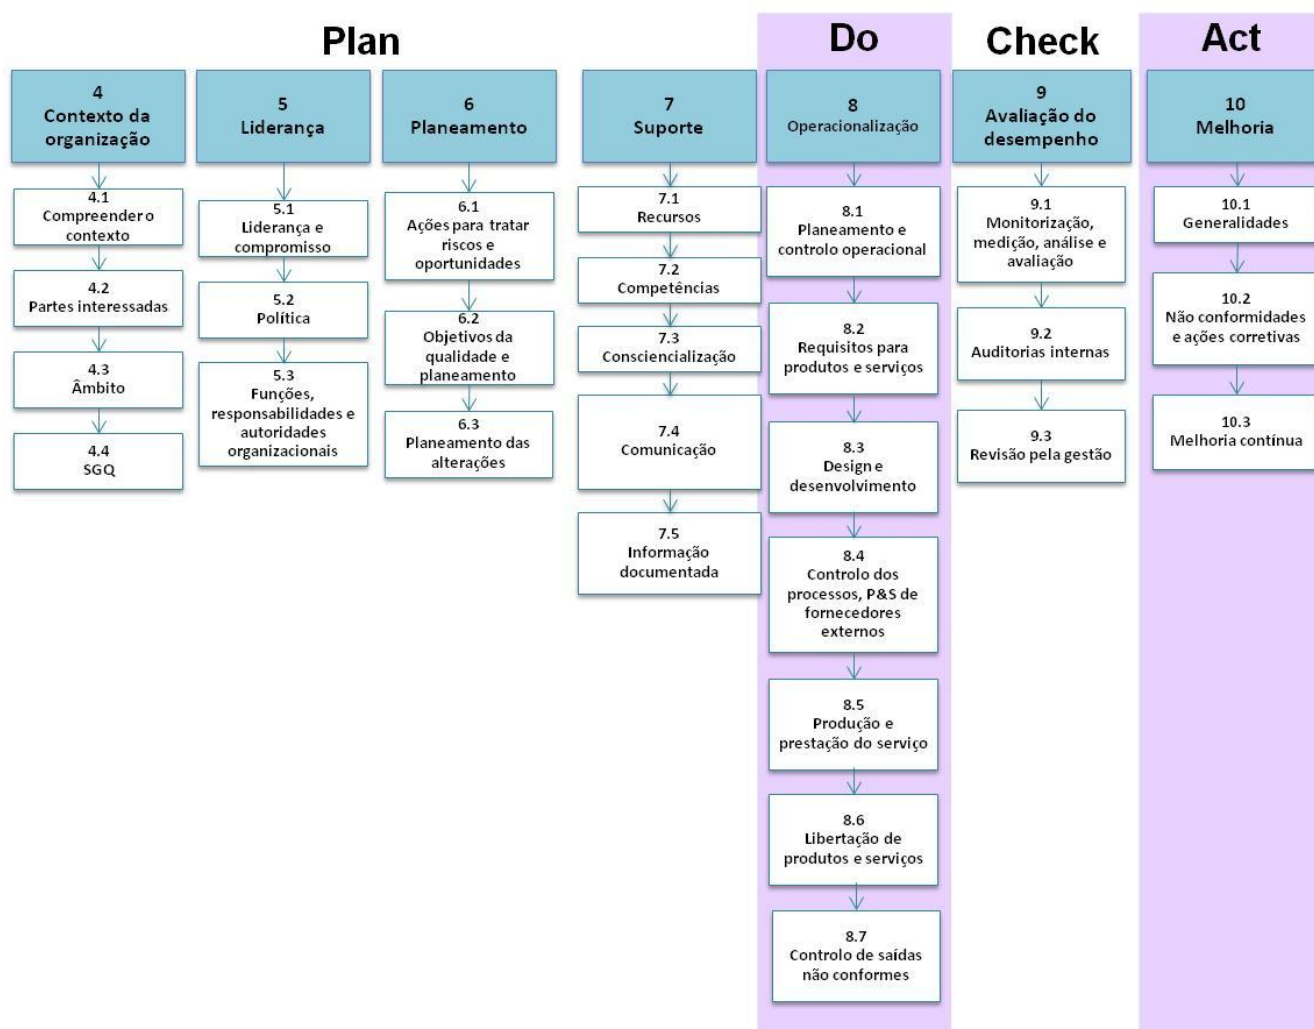 Plan
Do
Check
Act
4
Contexto da
organização
4.1
Compreender o
contexto
4.2
Partes interessadas
4.3
Âmbito
4.4
SGQ
5
Liderança
5.1
Liderança e
compromisso
5.2
Política
5.3
Funções,
responsabilidades e
autoridades
organizacionais
6
Planeamento
6.1
Ações para tratar
riscos e
oportunidades
6.2
Objetivos da
qualidade e
planeamento
6.3
Planeamento das
alterações
7
Suporte
7.1
Recursos
7.2
Competências
7.3
Consciencialização
7.4
Comunicação
7.5
Informação
documentada
8
Operacionalização
8.1
Planeamento e
controlo operacional
8.2
Requisitos para
produtos e serviços
8.3
Design e
desenvolvimento
8.4
Controlo dos
processos, P&S de
fornecedores
externos
8.5
Produção e
prestação do serviço
8.6
Libertação de
produtos e serviços
8.7
Controlo de saídas
não conformes
9
Avaliação do
desempenho
9.1
Monitorização,
medição, análise e
avaliação
9.2
Auditorias internas
9.3
Revisão pela gestão
10
Melhoria
10.1
Generalidades
10.2
Não conformidades
e ações corretivas
10.3
Melhoria contínua